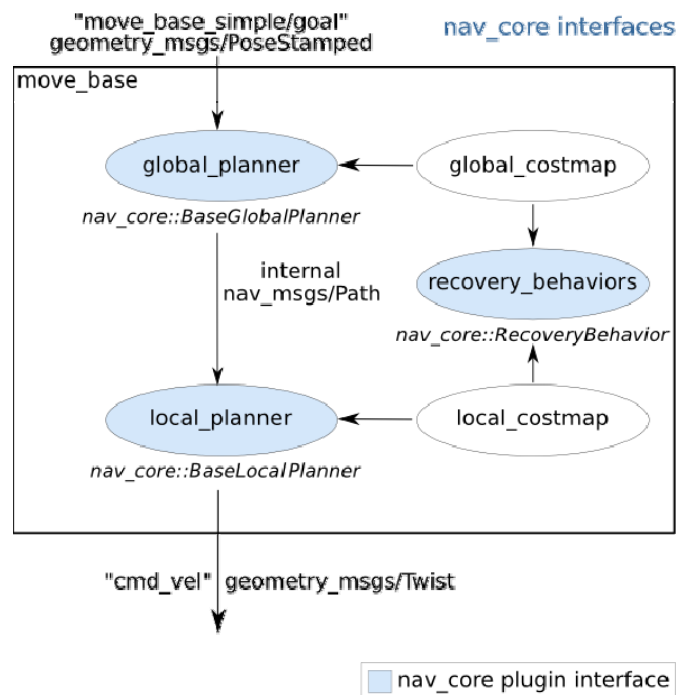 "move_base_simple/goal"
geometry_msgs/PoseStamped
nav_core interfaces
move_base
global_planner
global_costmap
nav_core::BaseGlobalPlanner
internal
nav_msgs/Path
recovery_behaviors
nav_core::RecoveryBehavior
local_planner
local_costmap
nav_core::BaseLocalPlanner
"cmd_vel" geometry_msgs/Twist
nav_core plugin interface